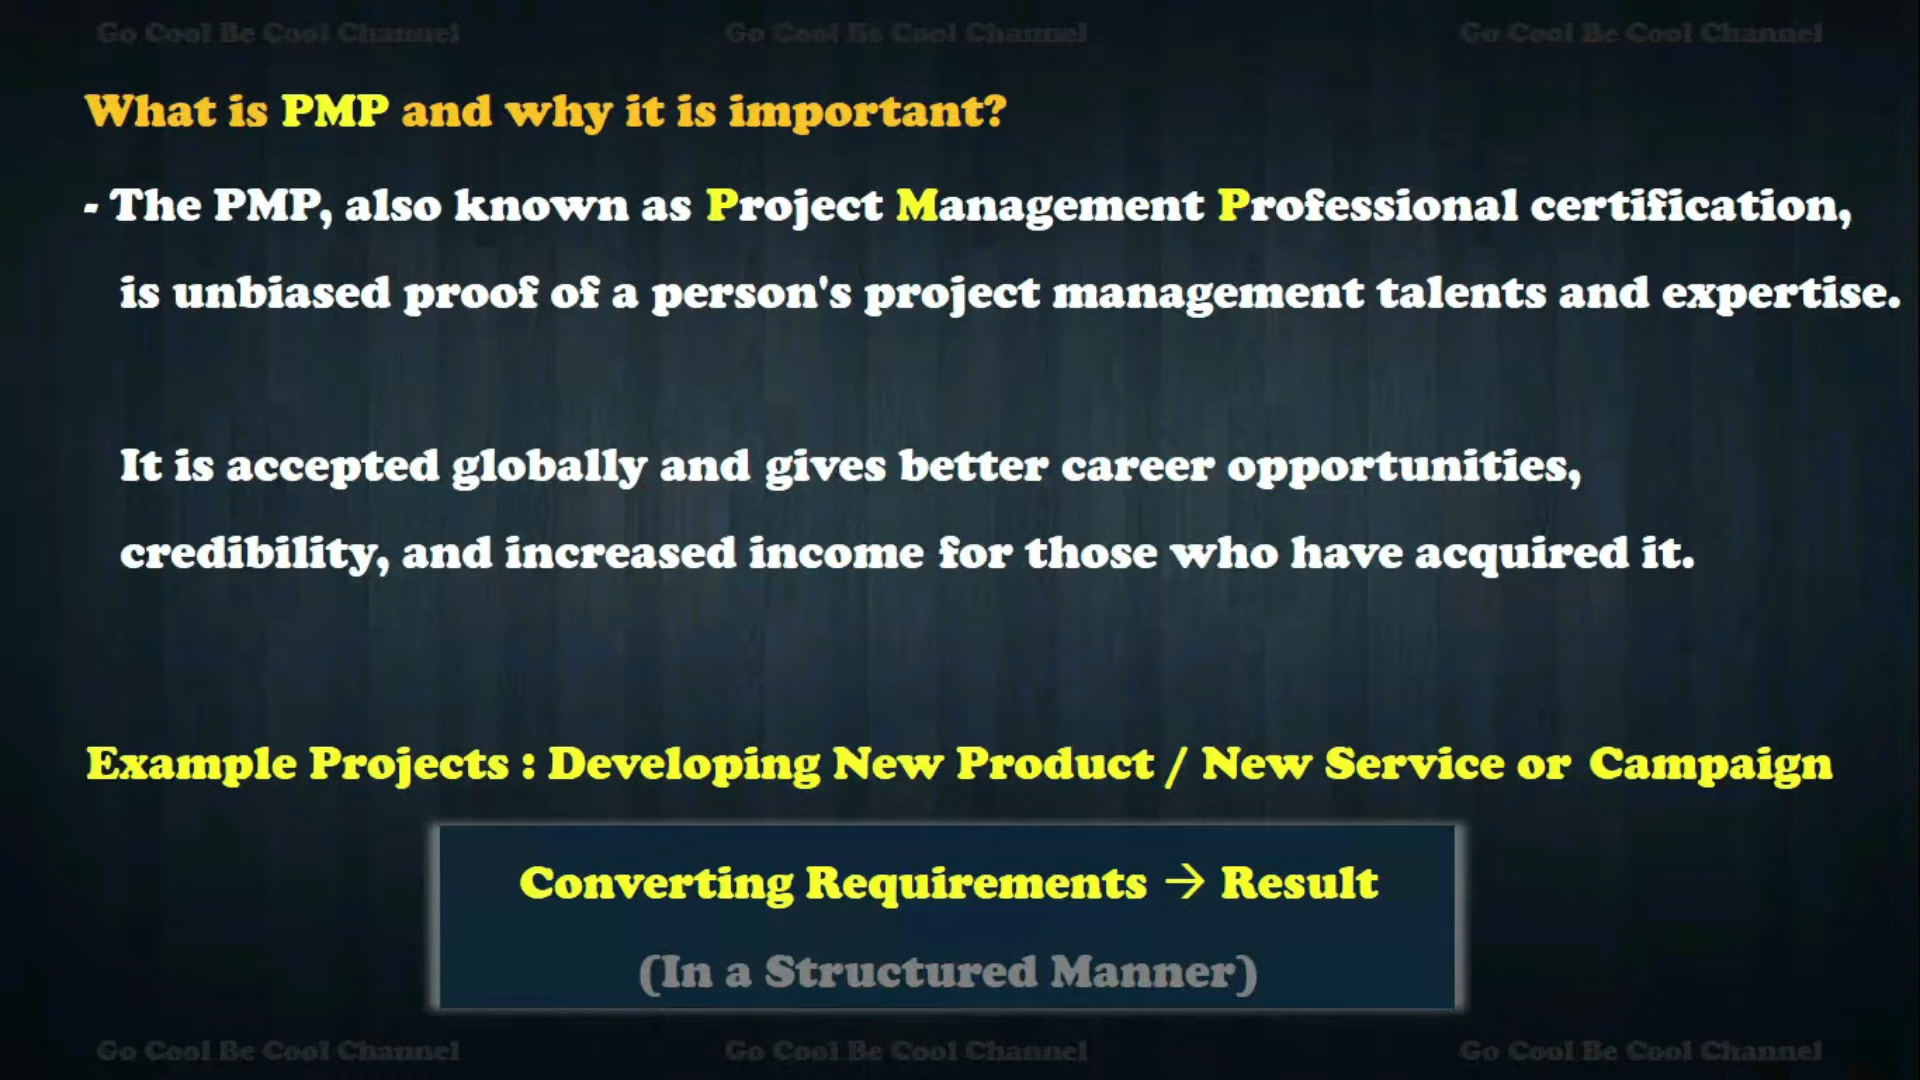 Go Cool Be Cool Channel Go Cool Be Cool Channel Go Cool Be Cool Channel
What is PMP and why it is important?
- The PMP, also known as Project Management Professional certification,
is unbiased proof of a person's project management talents and expertise.
It is accepted globally and gives better career opportunities,
credibility, and increased income for those who have acquired it.
Example Projects : Developing New Product / New Service or Campaign
Converting Requirements → Result
(In a Structured Manner)
Go Cool Be Cool Channel Go Cool Be Cool Channel Go Cool Be Cool Channel